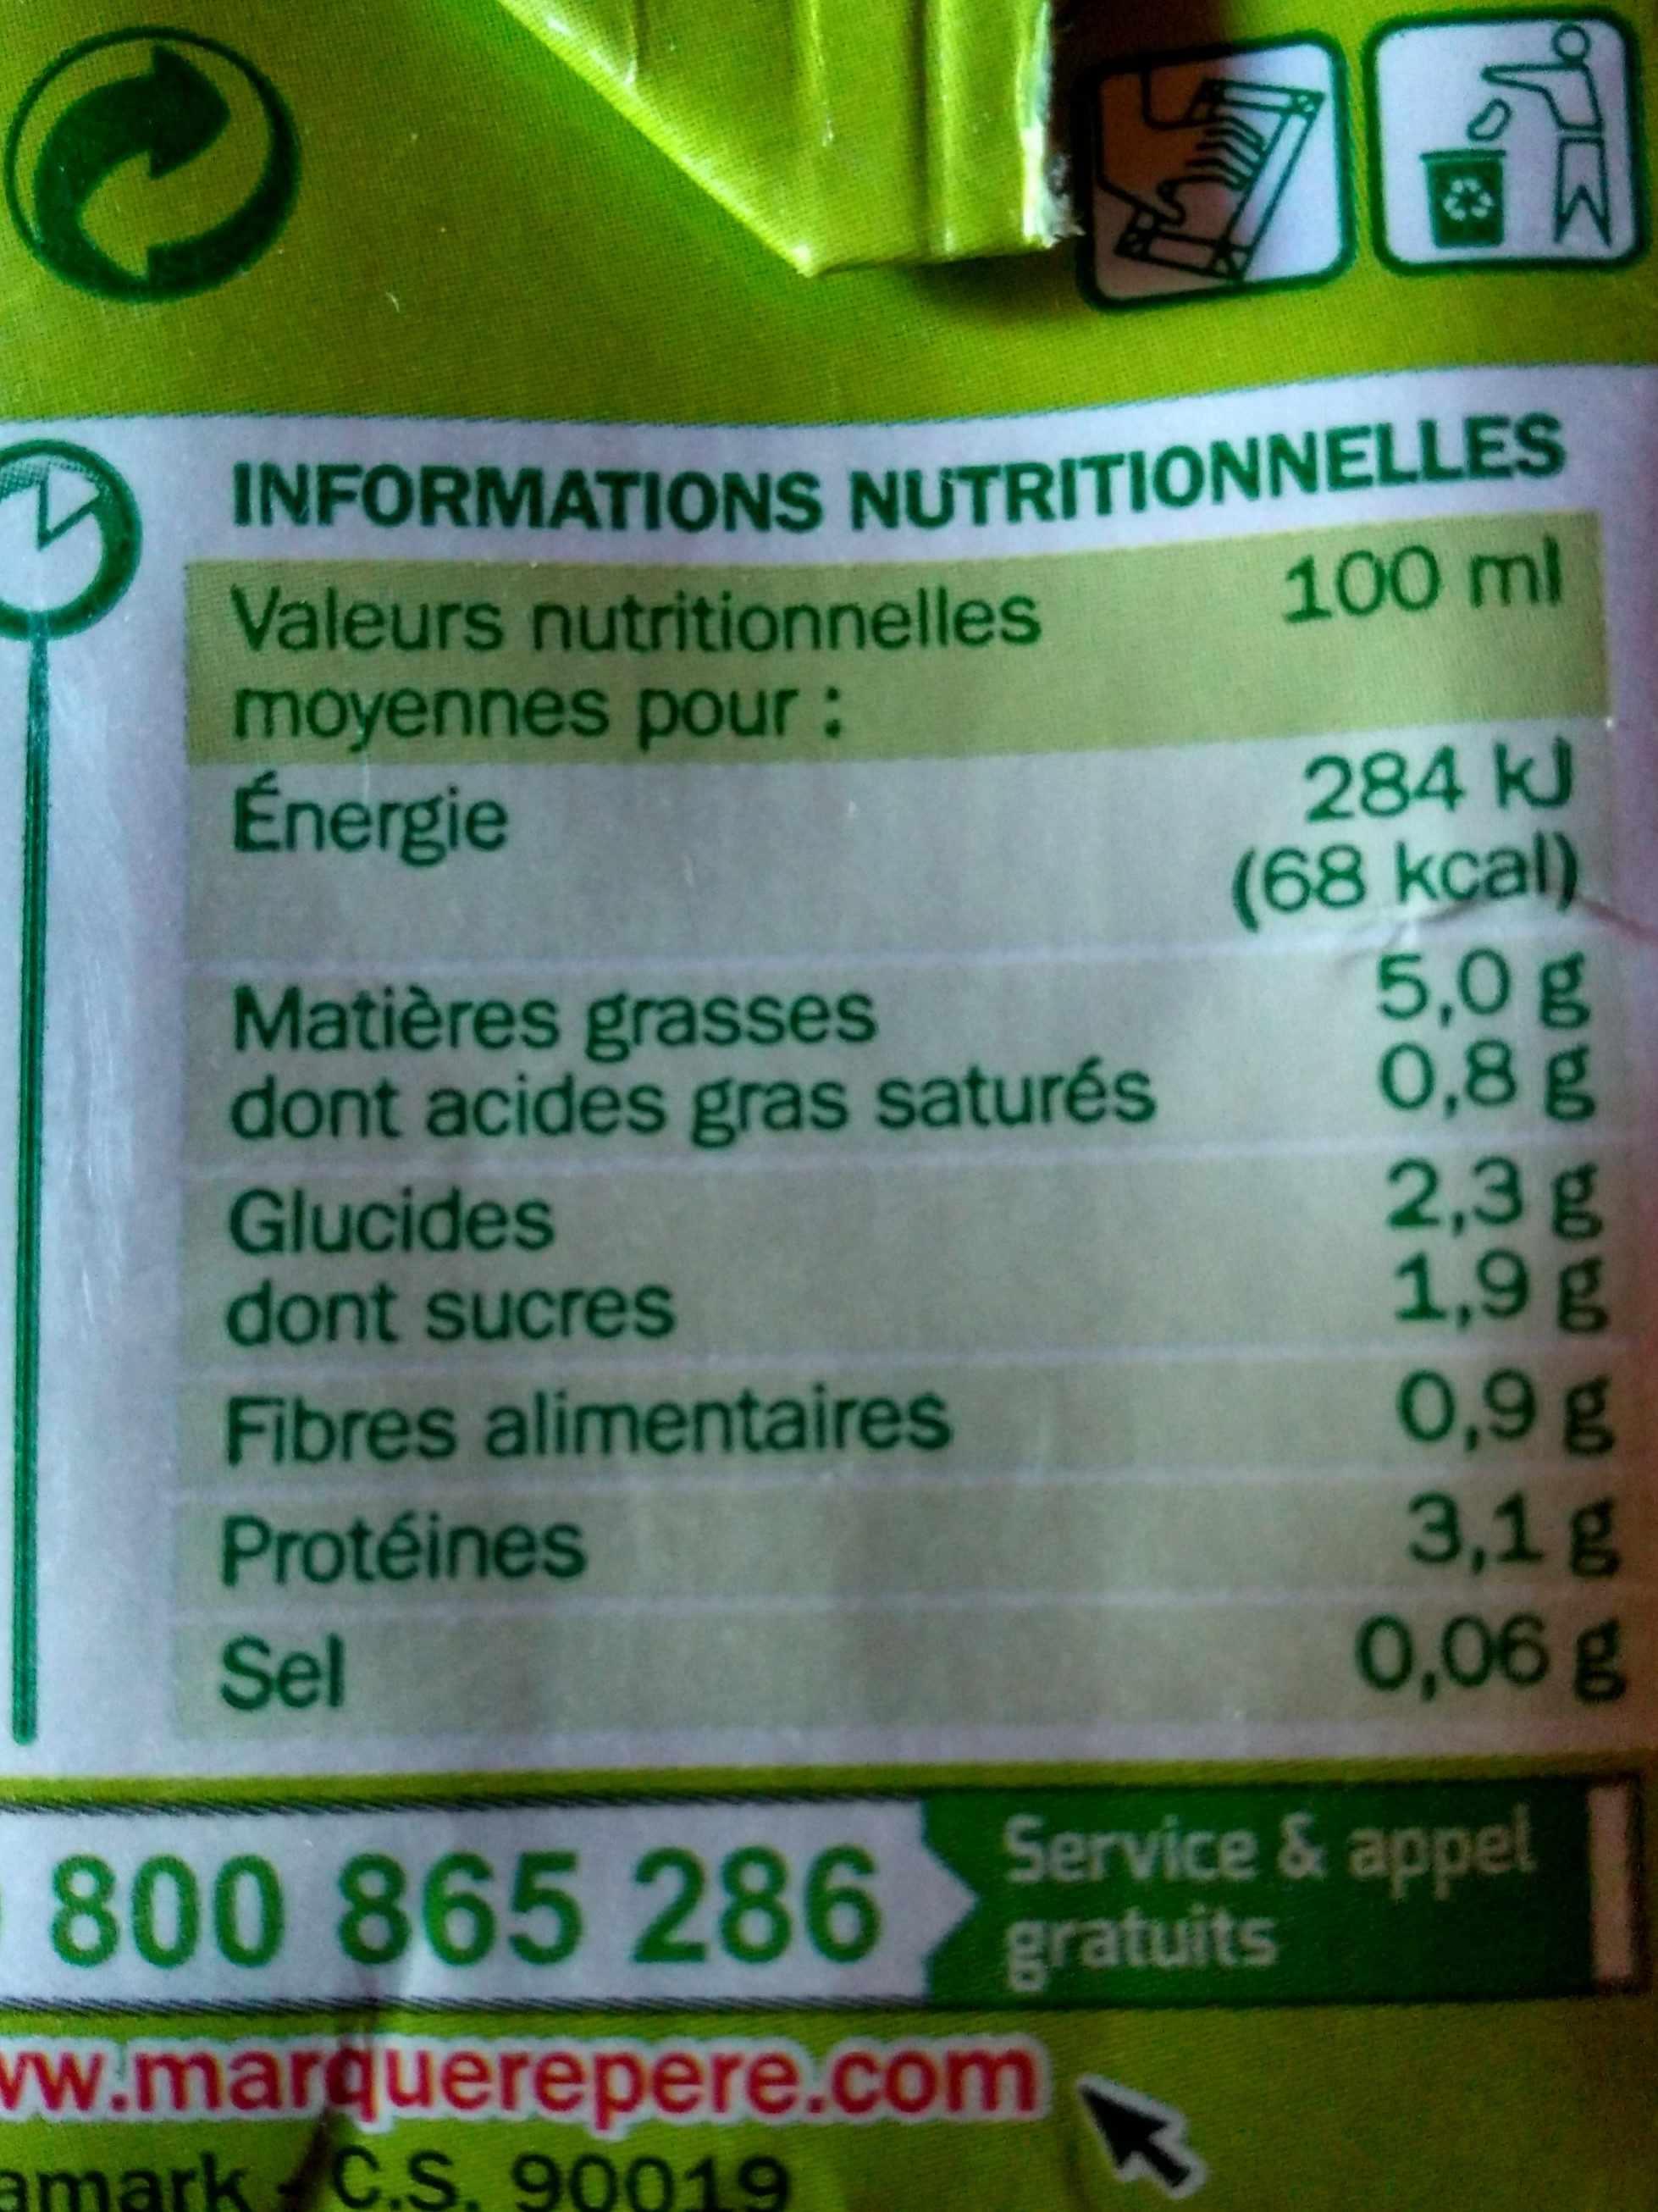 INFORMATIONS NUTRITIONNELLES
Valeurs nutritionnelles 100 ml
moyennes pour :
Énergie 284 kJ
(68 kcal)
Matières grasses 5,0 g
dont acides gras saturés 0,8 g
Glucides 2,3 g
dont sucres 1,9 g
Fibres alimentaires 0,9 g
Protéines 3,1 g
Sel 0,06 g
800 865 286 Service & appel
gratuits
ww.marquerepere.com
amark - C.S. 90019